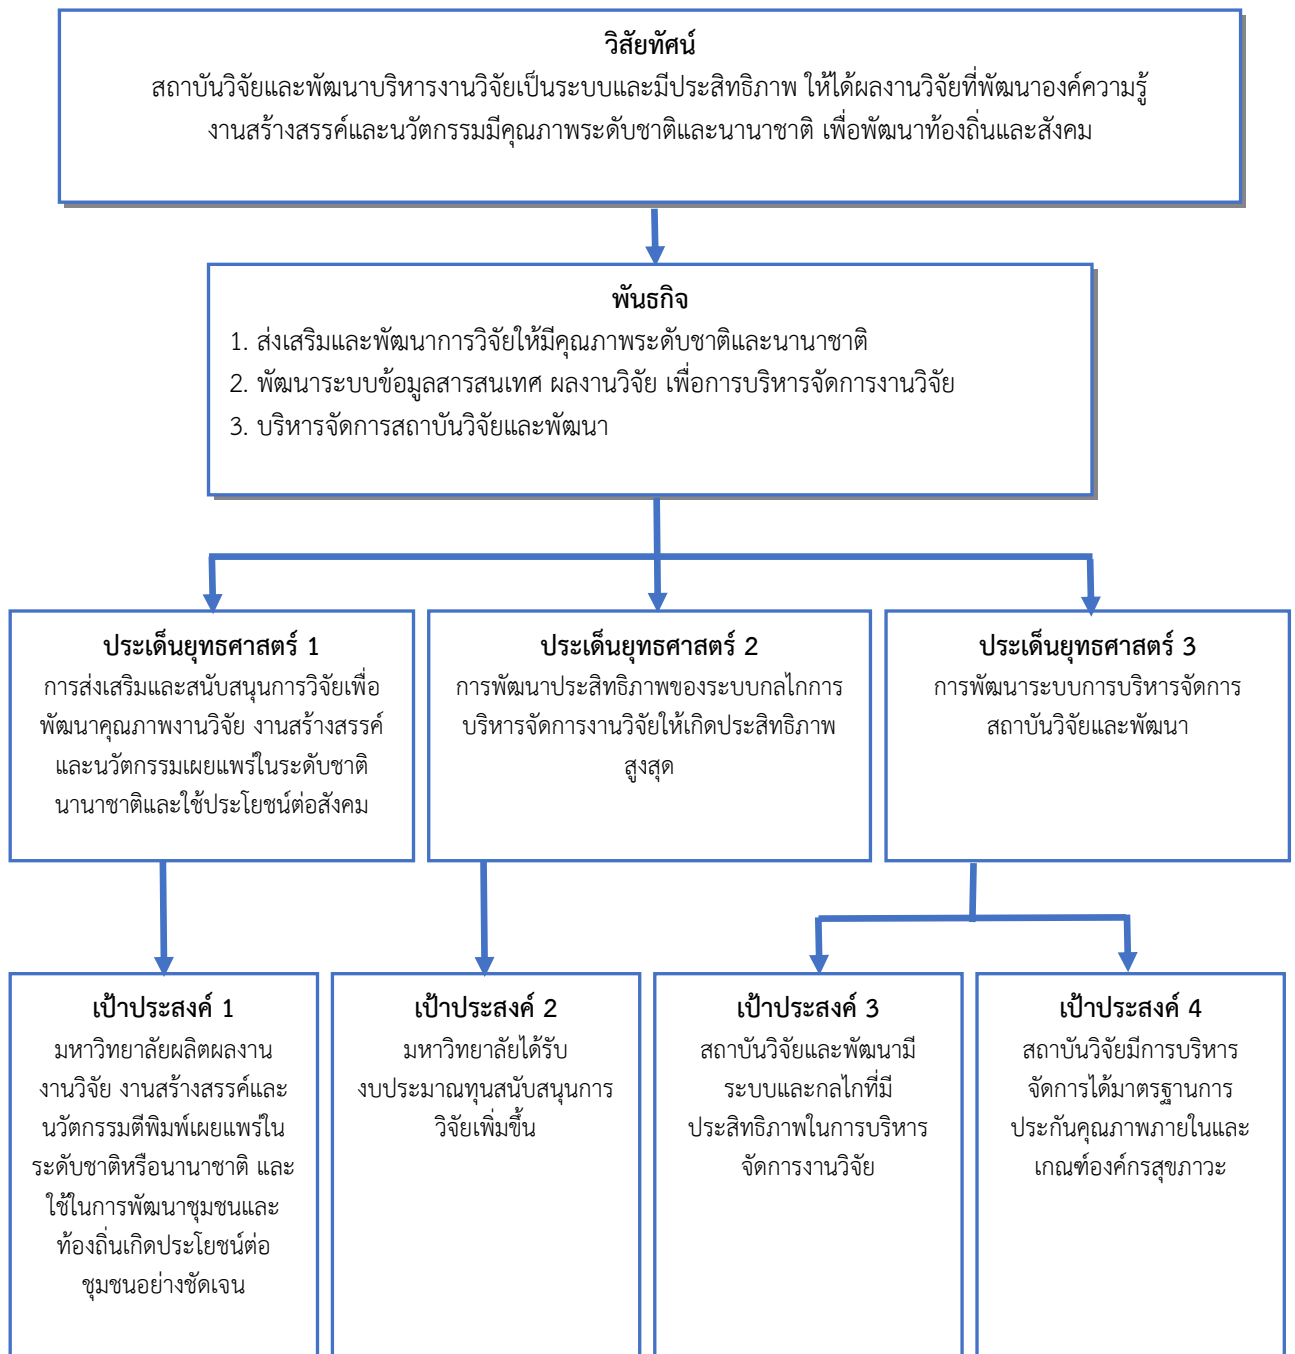 วิสัยทัศน์
สถาบันวิจัยและพัฒนาบริหารงานวิจัยเป็นระบบและมีประสิทธิภาพ ให้ได้ผลงานวิจัยที่พัฒนาองค์ความรู้
งานสร้างสรรค์และนวัตกรรมมีคุณภาพระดับชาติและนานาชาติ เพื่อพัฒนาท้องถิ่นและสังคม
พันธกิจ
1. ส่งเสริมและพัฒนาการวิจัยให้มีคุณภาพระดับชาติและนานาชาติ
2. พัฒนาระบบข้อมูลสารสนเทศ ผลงานวิจัย เพื่อการบริหารจัดการงานวิจัย
3. บริหารจัดการสถาบันวิจัยและพัฒนา
ประเด็นยุทธศาสตร์ 1
การส่งเสริมและสนับสนุนการวิจัยเพื่อ
พัฒนาคุณภาพงานวิจัย งานสร้างสรรค์
และนวัตกรรมเผยแพร่ในระดับชาติ
นานาชาติและใช้ประโยชน์ต่อสังคม
ประเด็นยุทธศาสตร์ 2
การพัฒนาประสิทธิภาพของระบบกลไกการ
บริหารจัดการงานวิจัยให้เกิดประสิทธิภาพ
สูงสุด
ประเด็นยุทธศาสตร์ 3
การพัฒนาระบบการบริหารจัดการ
สถาบันวิจัยและพัฒนา
เป้าประสงค์ 1
มหาวิทยาลัยผลิตผลงาน
งานวิจัย งานสร้างสรรค์และ
นวัตกรรมตีพิมพ์เผยแพร่ใน
ระดับชาติหรือนานาชาติ และ
ใช้ในการพัฒนาชุมชนและ
ท้องถิ่นเกิดประโยชน์ต่อ
ชุมชนอย่างชัดเจน
เป้าประสงค์ 2
มหาวิทยาลัยได้รับ
งบประมาณทุนสนับสนุนการ
วิจัยเพิ่มขึ้น
เป้าประสงค์ 3
สถาบันวิจัยและพัฒนามี
ระบบและกลไกที่มี
ประสิทธิภาพในการบริหาร
จัดการงานวิจัย
เป้าประสงค์ 4
สถาบันวิจัยมีการบริหาร
จัดการได้มาตรฐานการ
ประกันคุณภาพภายในและ
เกณฑ์องค์กรสุขภาวะ